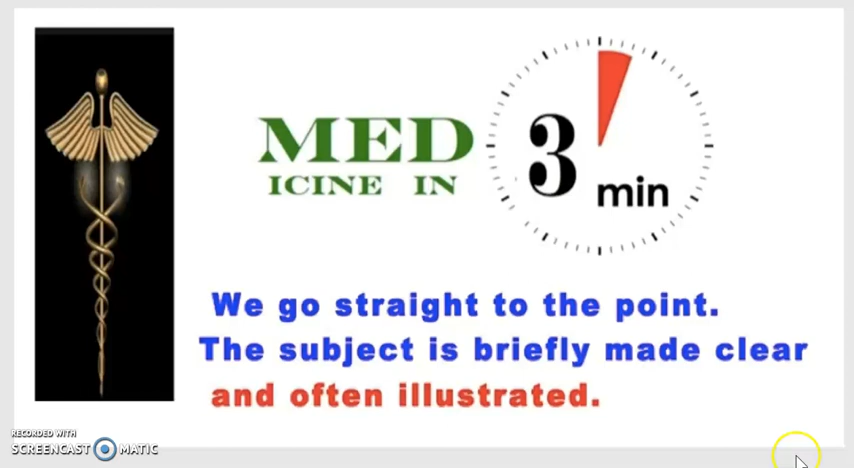 MED
ICINE IN
3
min
We go straight to the point.
The subject is briefly made clear
and often illustrated.
RECORDED WITH
SCREENCAST MATIC